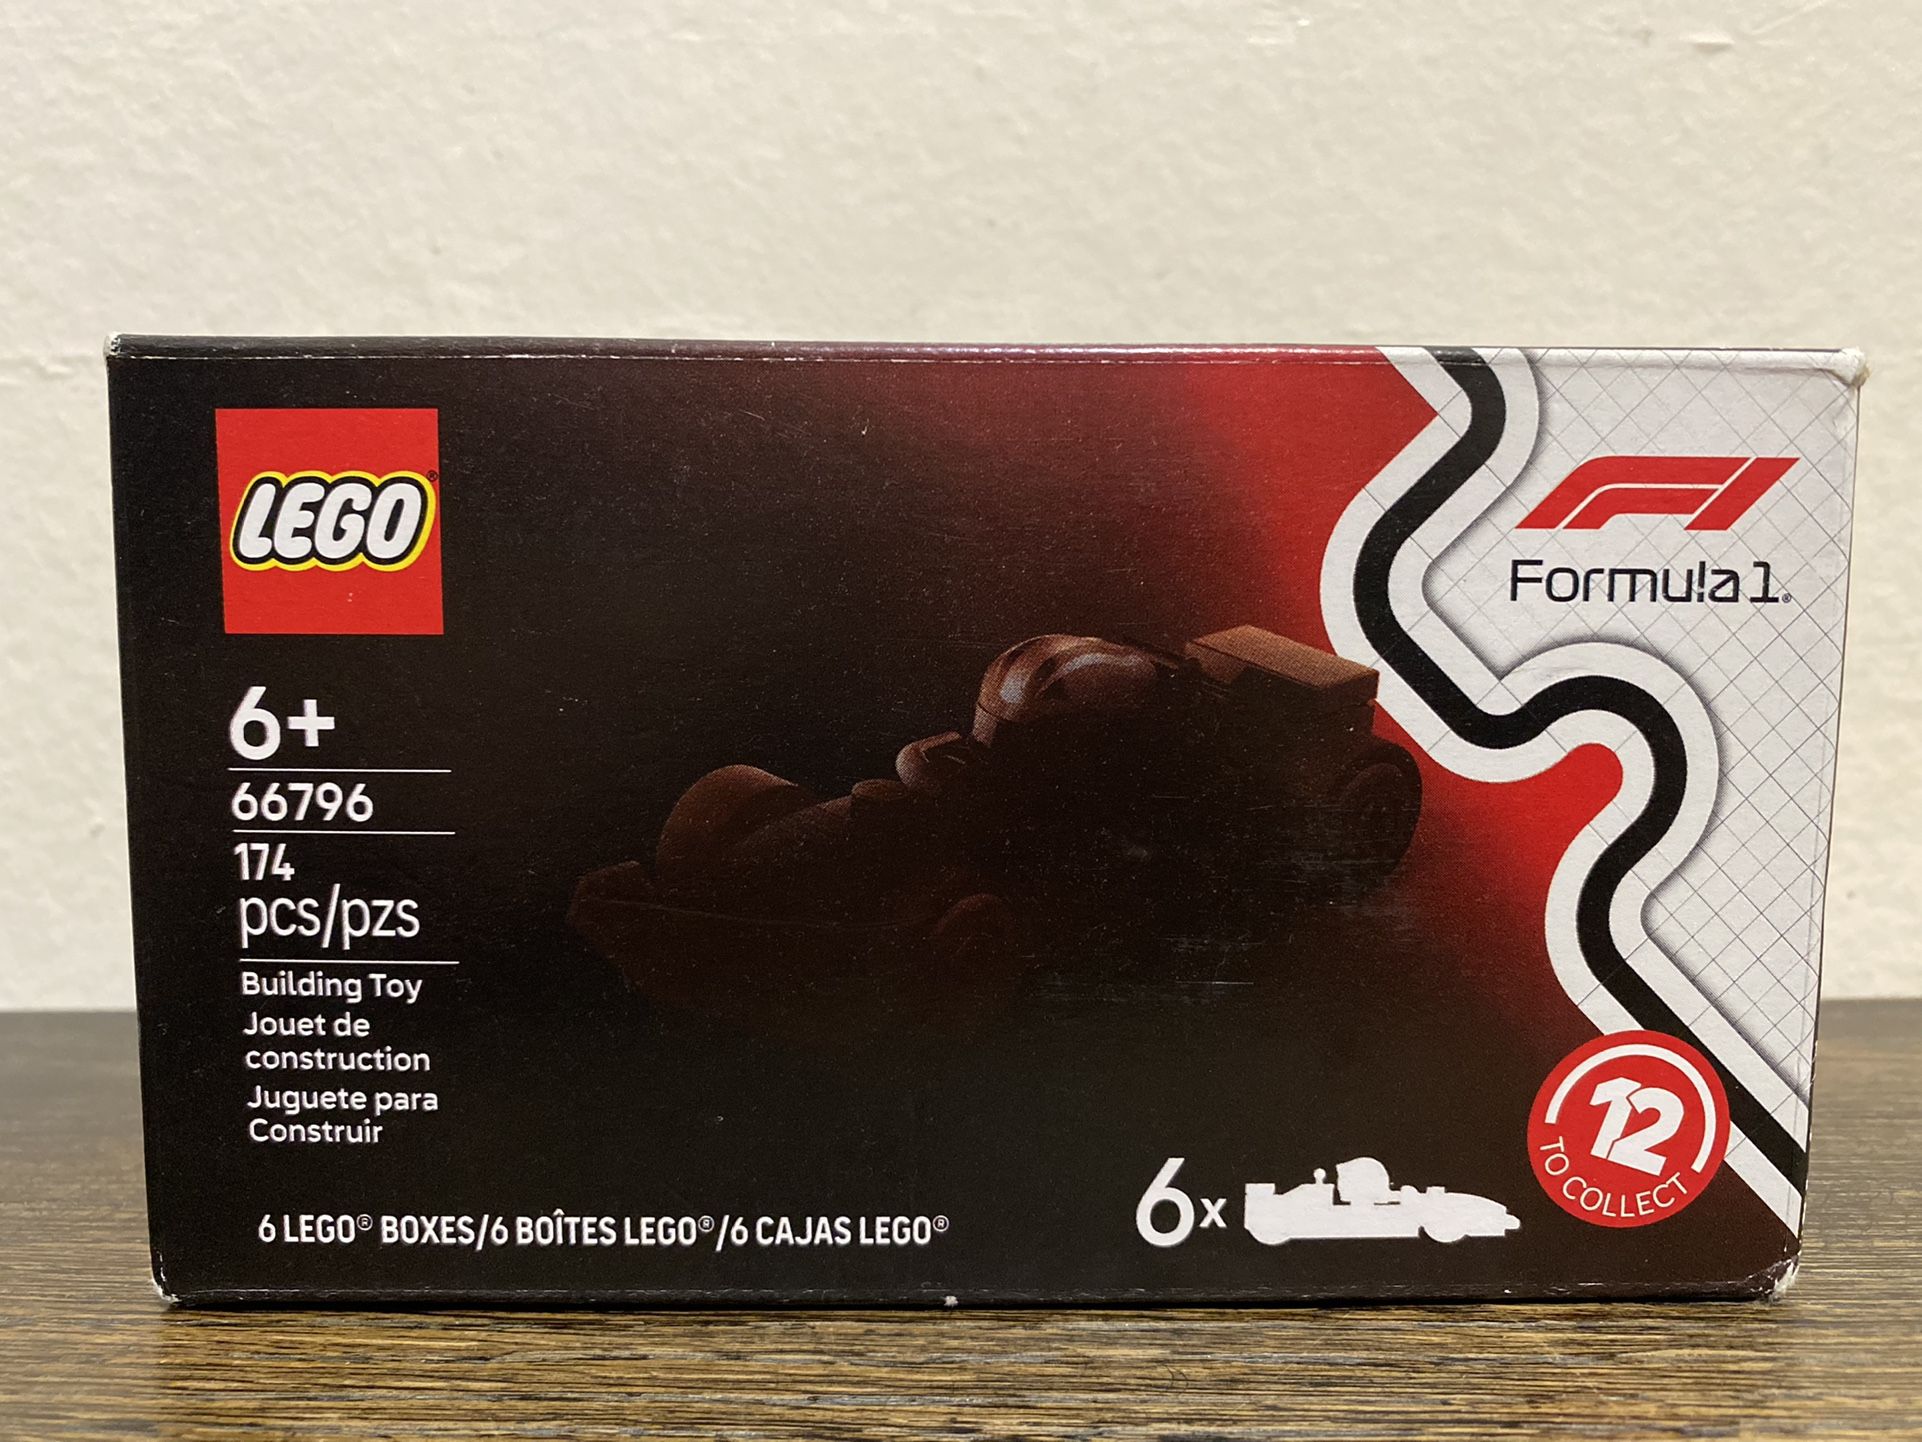 LEGO®
F1
Formula 1®
6+
66796
174
pcs/pzs
Building Toy
Jouet de
construction
Juguete para
Construir
6 LEGO® BOXES/6 BOÎTES LEGO®/6 CAJAS LEGO®
6x
12
TO COLLECT